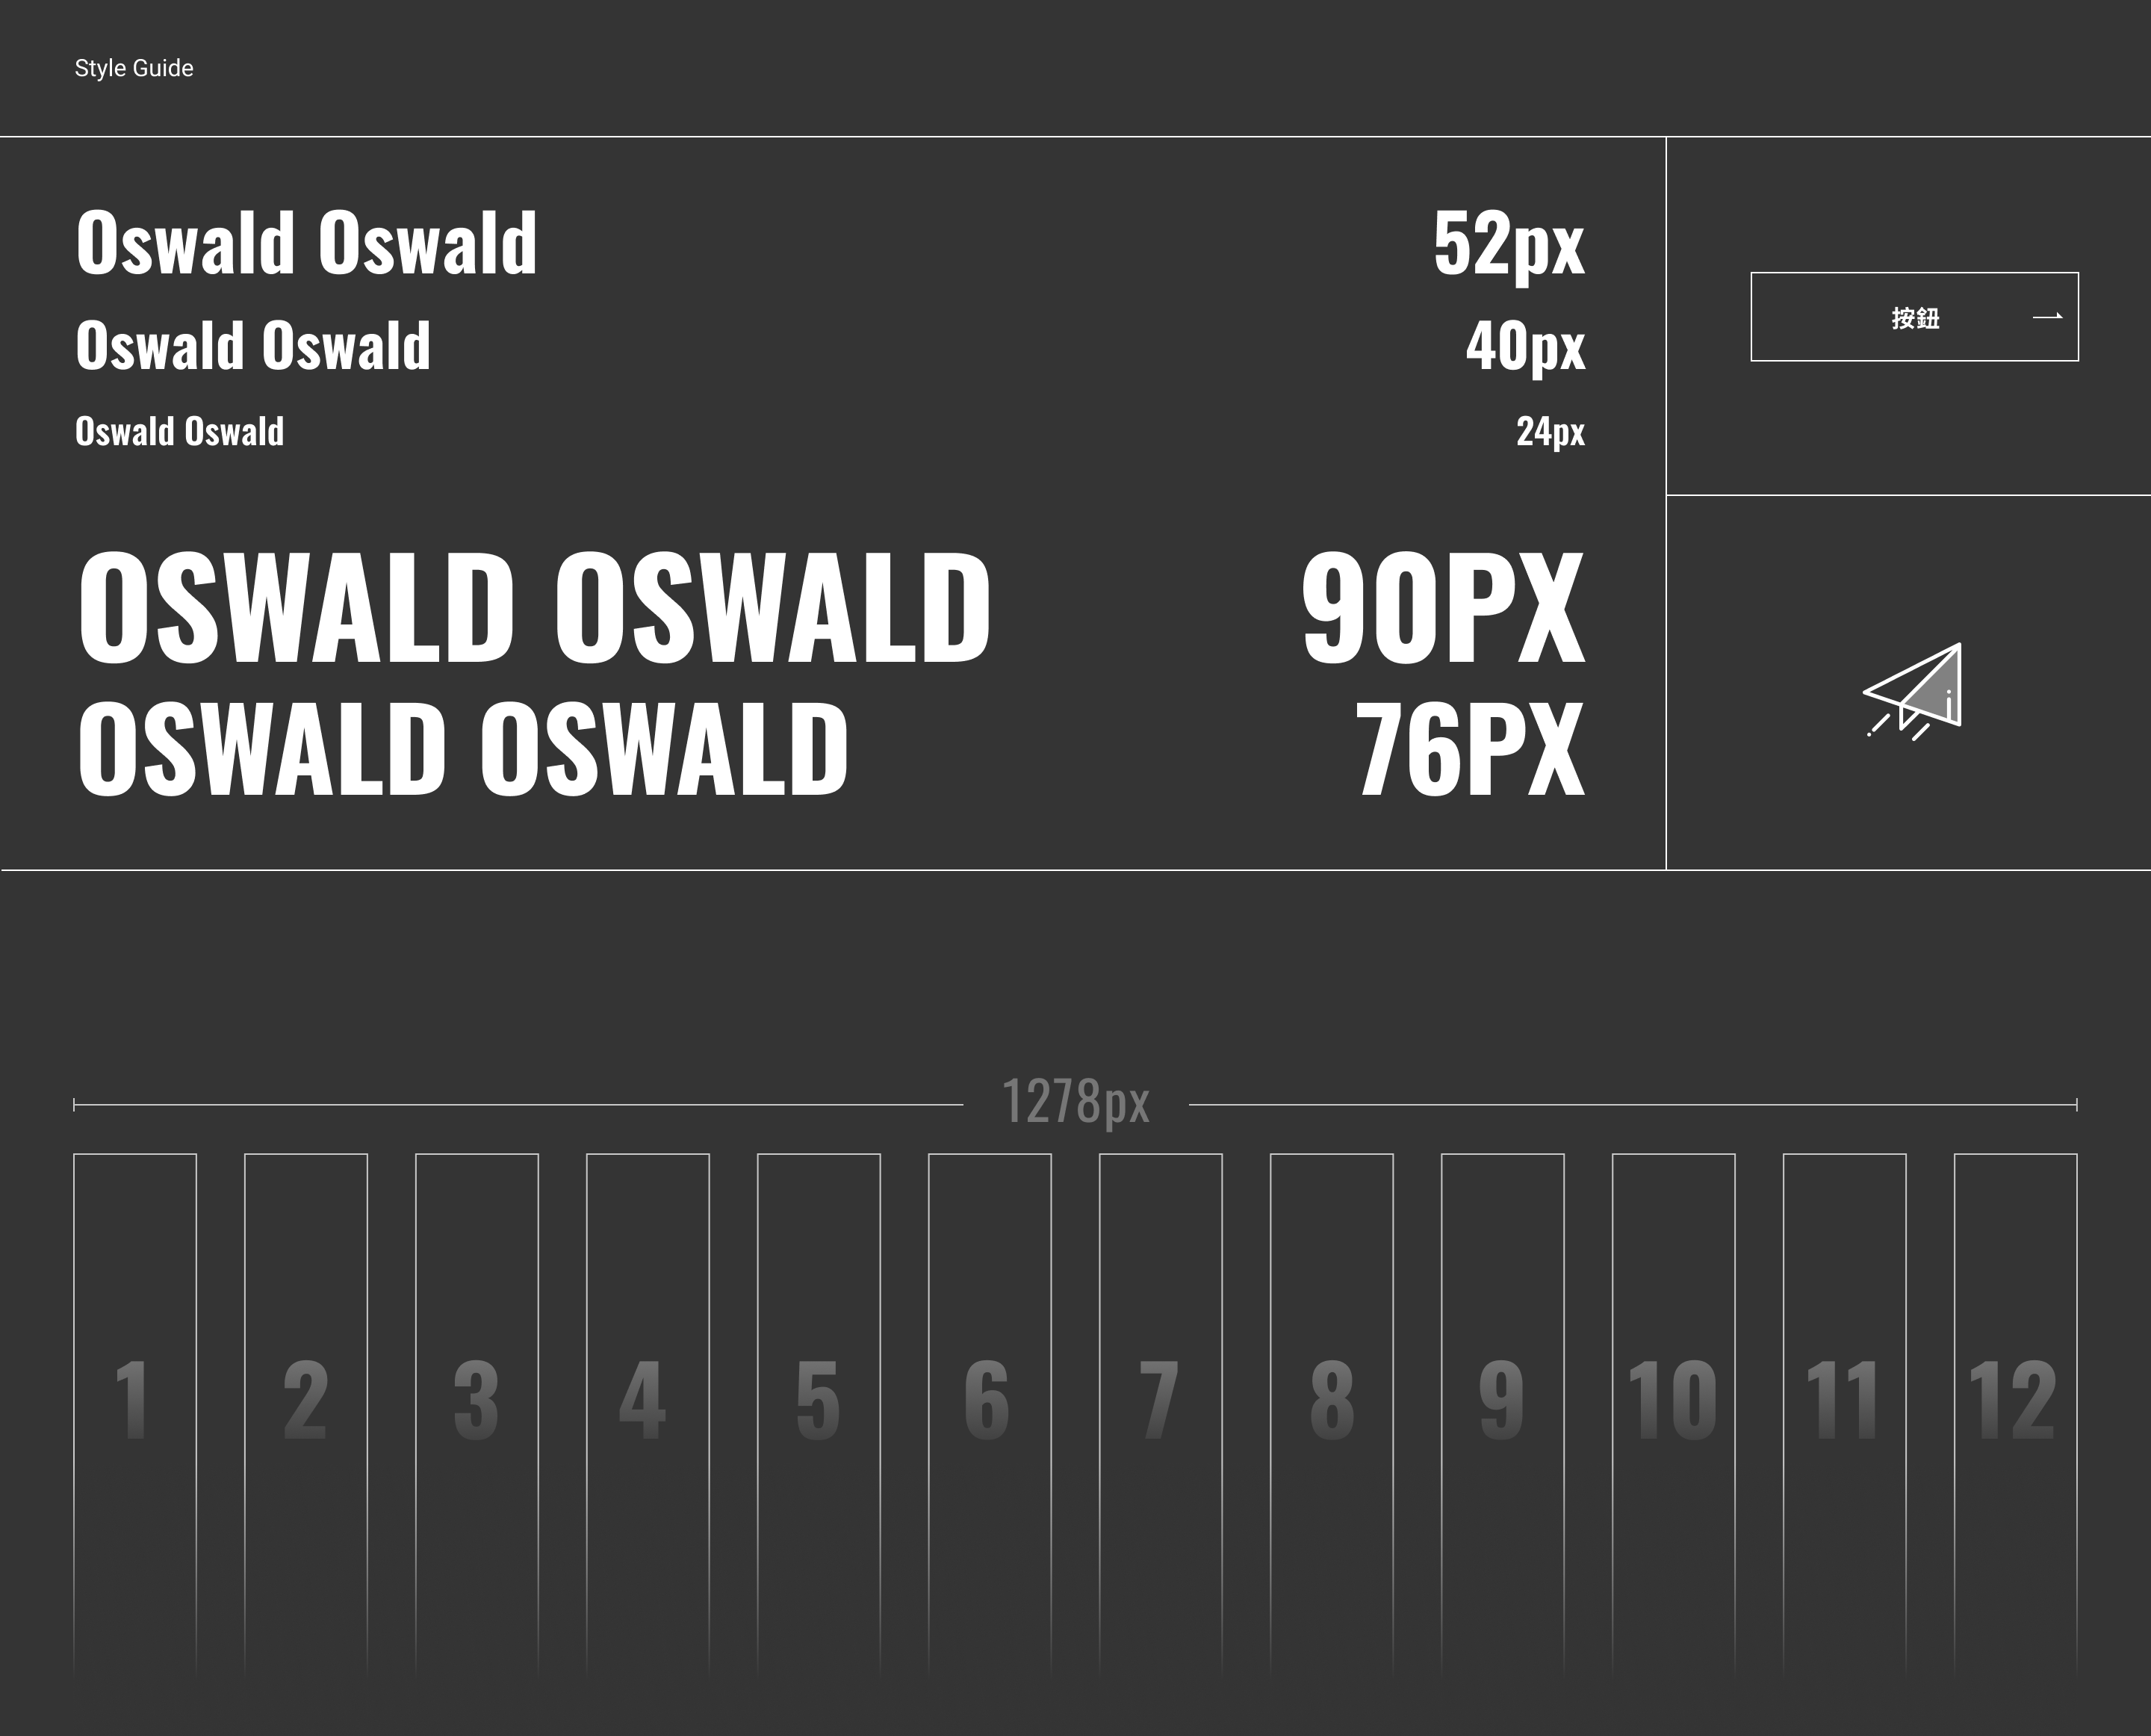 Style Guide
Oswald Oswald 52px
Oswald Oswald 40px
Oswald Oswald 24px
按鈕
OSWALD OSWALD 90PX
OSWALD OSWALD 76PX
1278px
1 2 3 4 5 6 7 8 9 10 11 12